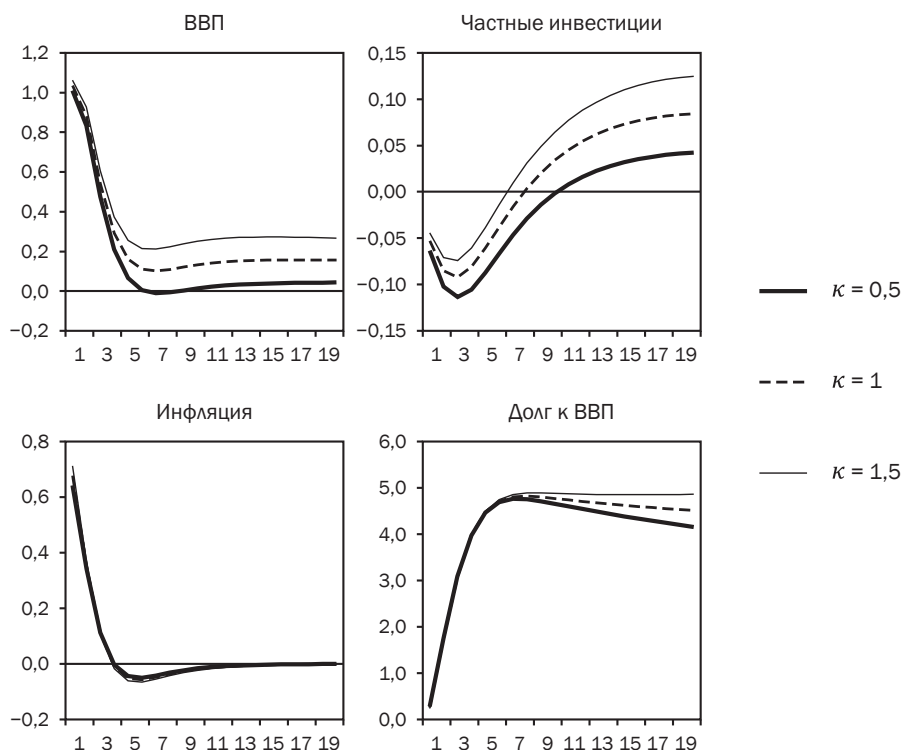 ВВП
1,2
1,0
0,8
0,6
0,4
0,2
0,0
−0,2
1 3 5 7 9 11 13 15 17 19
Частные инвестиции
0,15
0,10
0,05
0,00
−0,05
−0,10
−0,15
1 3 5 7 9 11 13 15 17 19
Инфляция
0,8
0,6
0,4
0,2
0,0
−0,2
1 3 5 7 9 11 13 15 17 19
Долг к ВВП
6,0
5,0
4,0
3,0
2,0
1,0
0,0
1 3 5 7 9 11 13 15 17 19
κ = 0,5
κ = 1
κ = 1,5